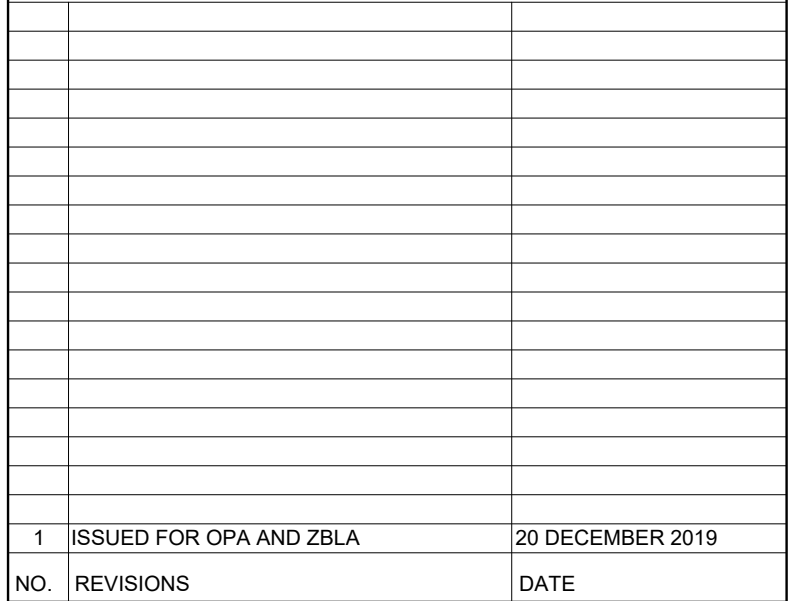 1 ISSUED FOR OPA AND ZBLA 20 DECEMBER 2019
NO. REVISIONS DATE